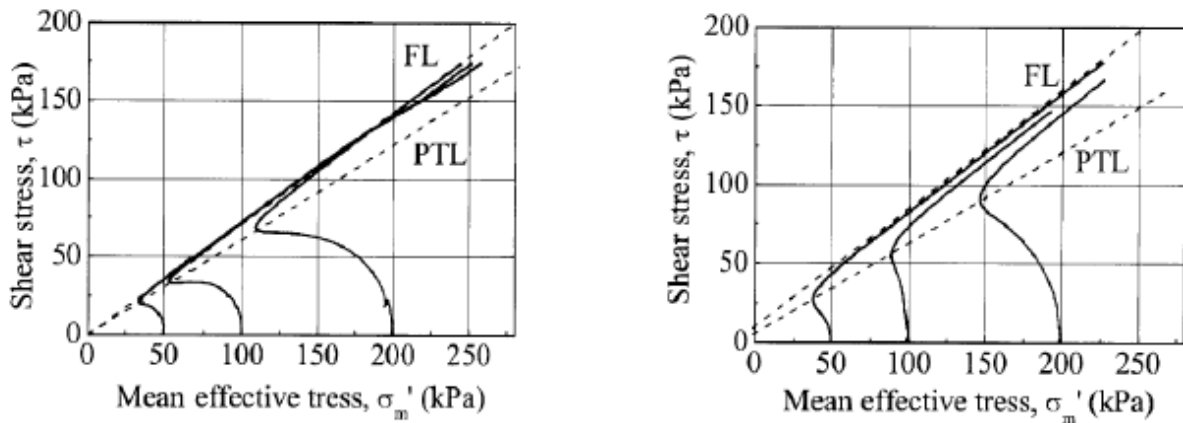 200
150
100
50
0
Shear stress, τ (kPa)
FL
PTL
0 50 100 150 200 250
Mean effective tress, σm' (kPa)
200
150
100
50
0
Shear stress, τ (kPa)
FL
PTL
0 50 100 150 200 250
Mean effective tress, σm' (kPa)